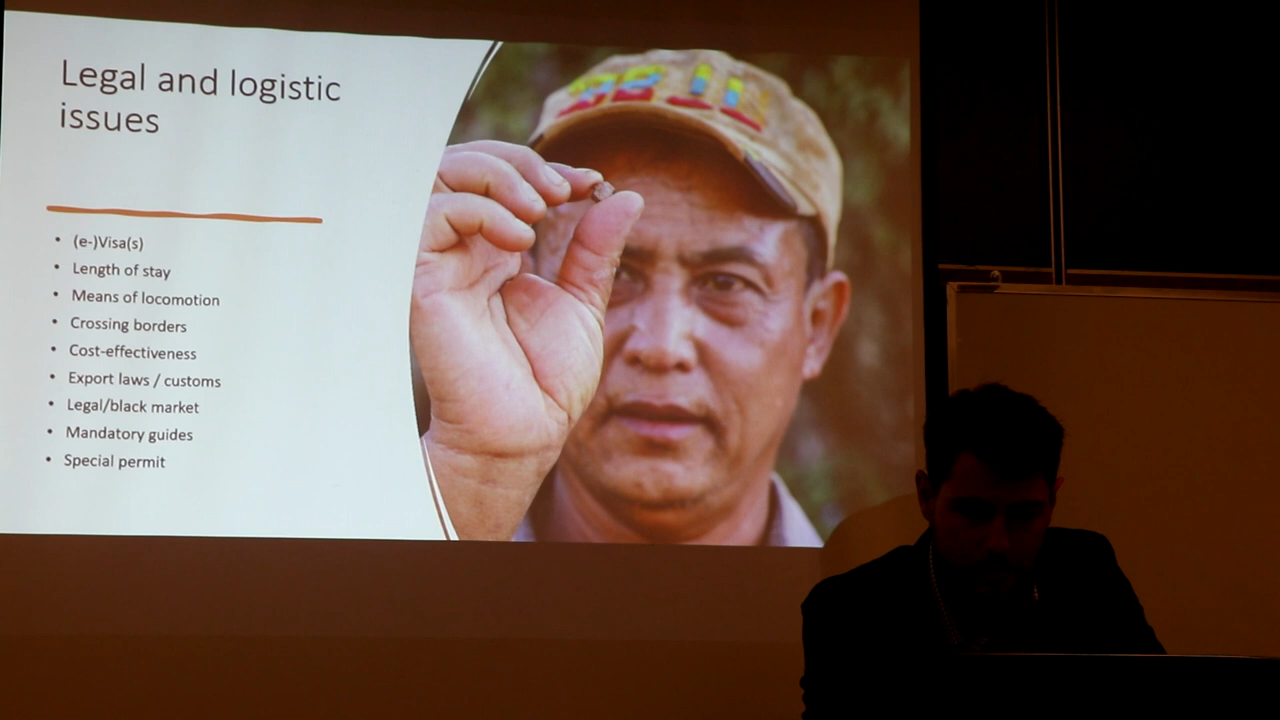 Legal and logistic
issues
• (e-)Visa(s)
• Length of stay
• Means of locomotion
• Crossing borders
• Cost-effectiveness
• Export laws / customs
• Legal/black market
• Mandatory guides
• Special permit